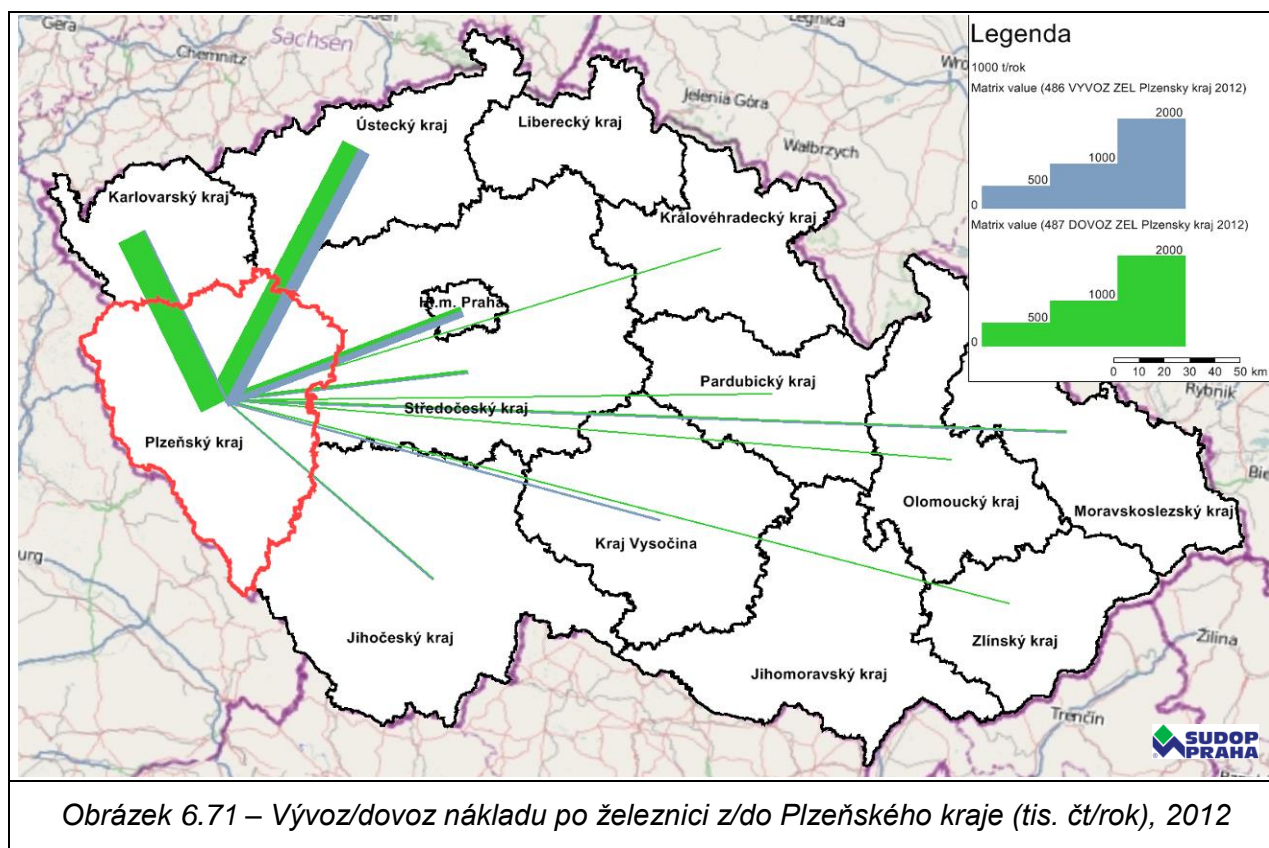 Gera
Chemnitz
Sachsen
Legnica
Wro
Jelenia Góra
Wałbrzych
Ústecký kraj
Liberecký kraj
Karlovarský kraj
Královéhradecký kraj
Hl.m. Praha
Pardubický kraj
Středočeský kraj
Plzeňský kraj
Olomoucký kraj
Moravskoslezský kraj
Kraj Vysočina
Jihočeský kraj
Zlínský kraj
Jihomoravský kraj
Rybnik
Bie
urg
Žilina
Trenčín
Legenda
1000 t/rok
Matrix value (486 VYVOZ ZEL Plzensky kraj 2012)
2000
1000
500
0
Matrix value (487 DOVOZ ZEL Plzensky kraj 2012)
2000
1000
500
0
0 10 20 30 40 50 km
SUDOP
PRAHA
Obrázek 6.71 – Vývoz/dovoz nákladu po železnici z/do Plzeňského kraje (tis. čt/rok), 2012